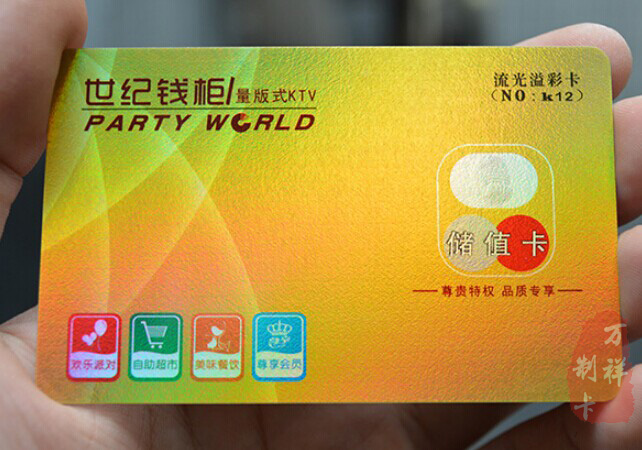 世纪钱柜/量版式KTV
PARTY WORLD
流光溢彩卡
(NO:k12)
储值卡
尊贵特权 品质专享
欢乐派对
自助超市
美味餐饮
尊享会员
万祥
制卡